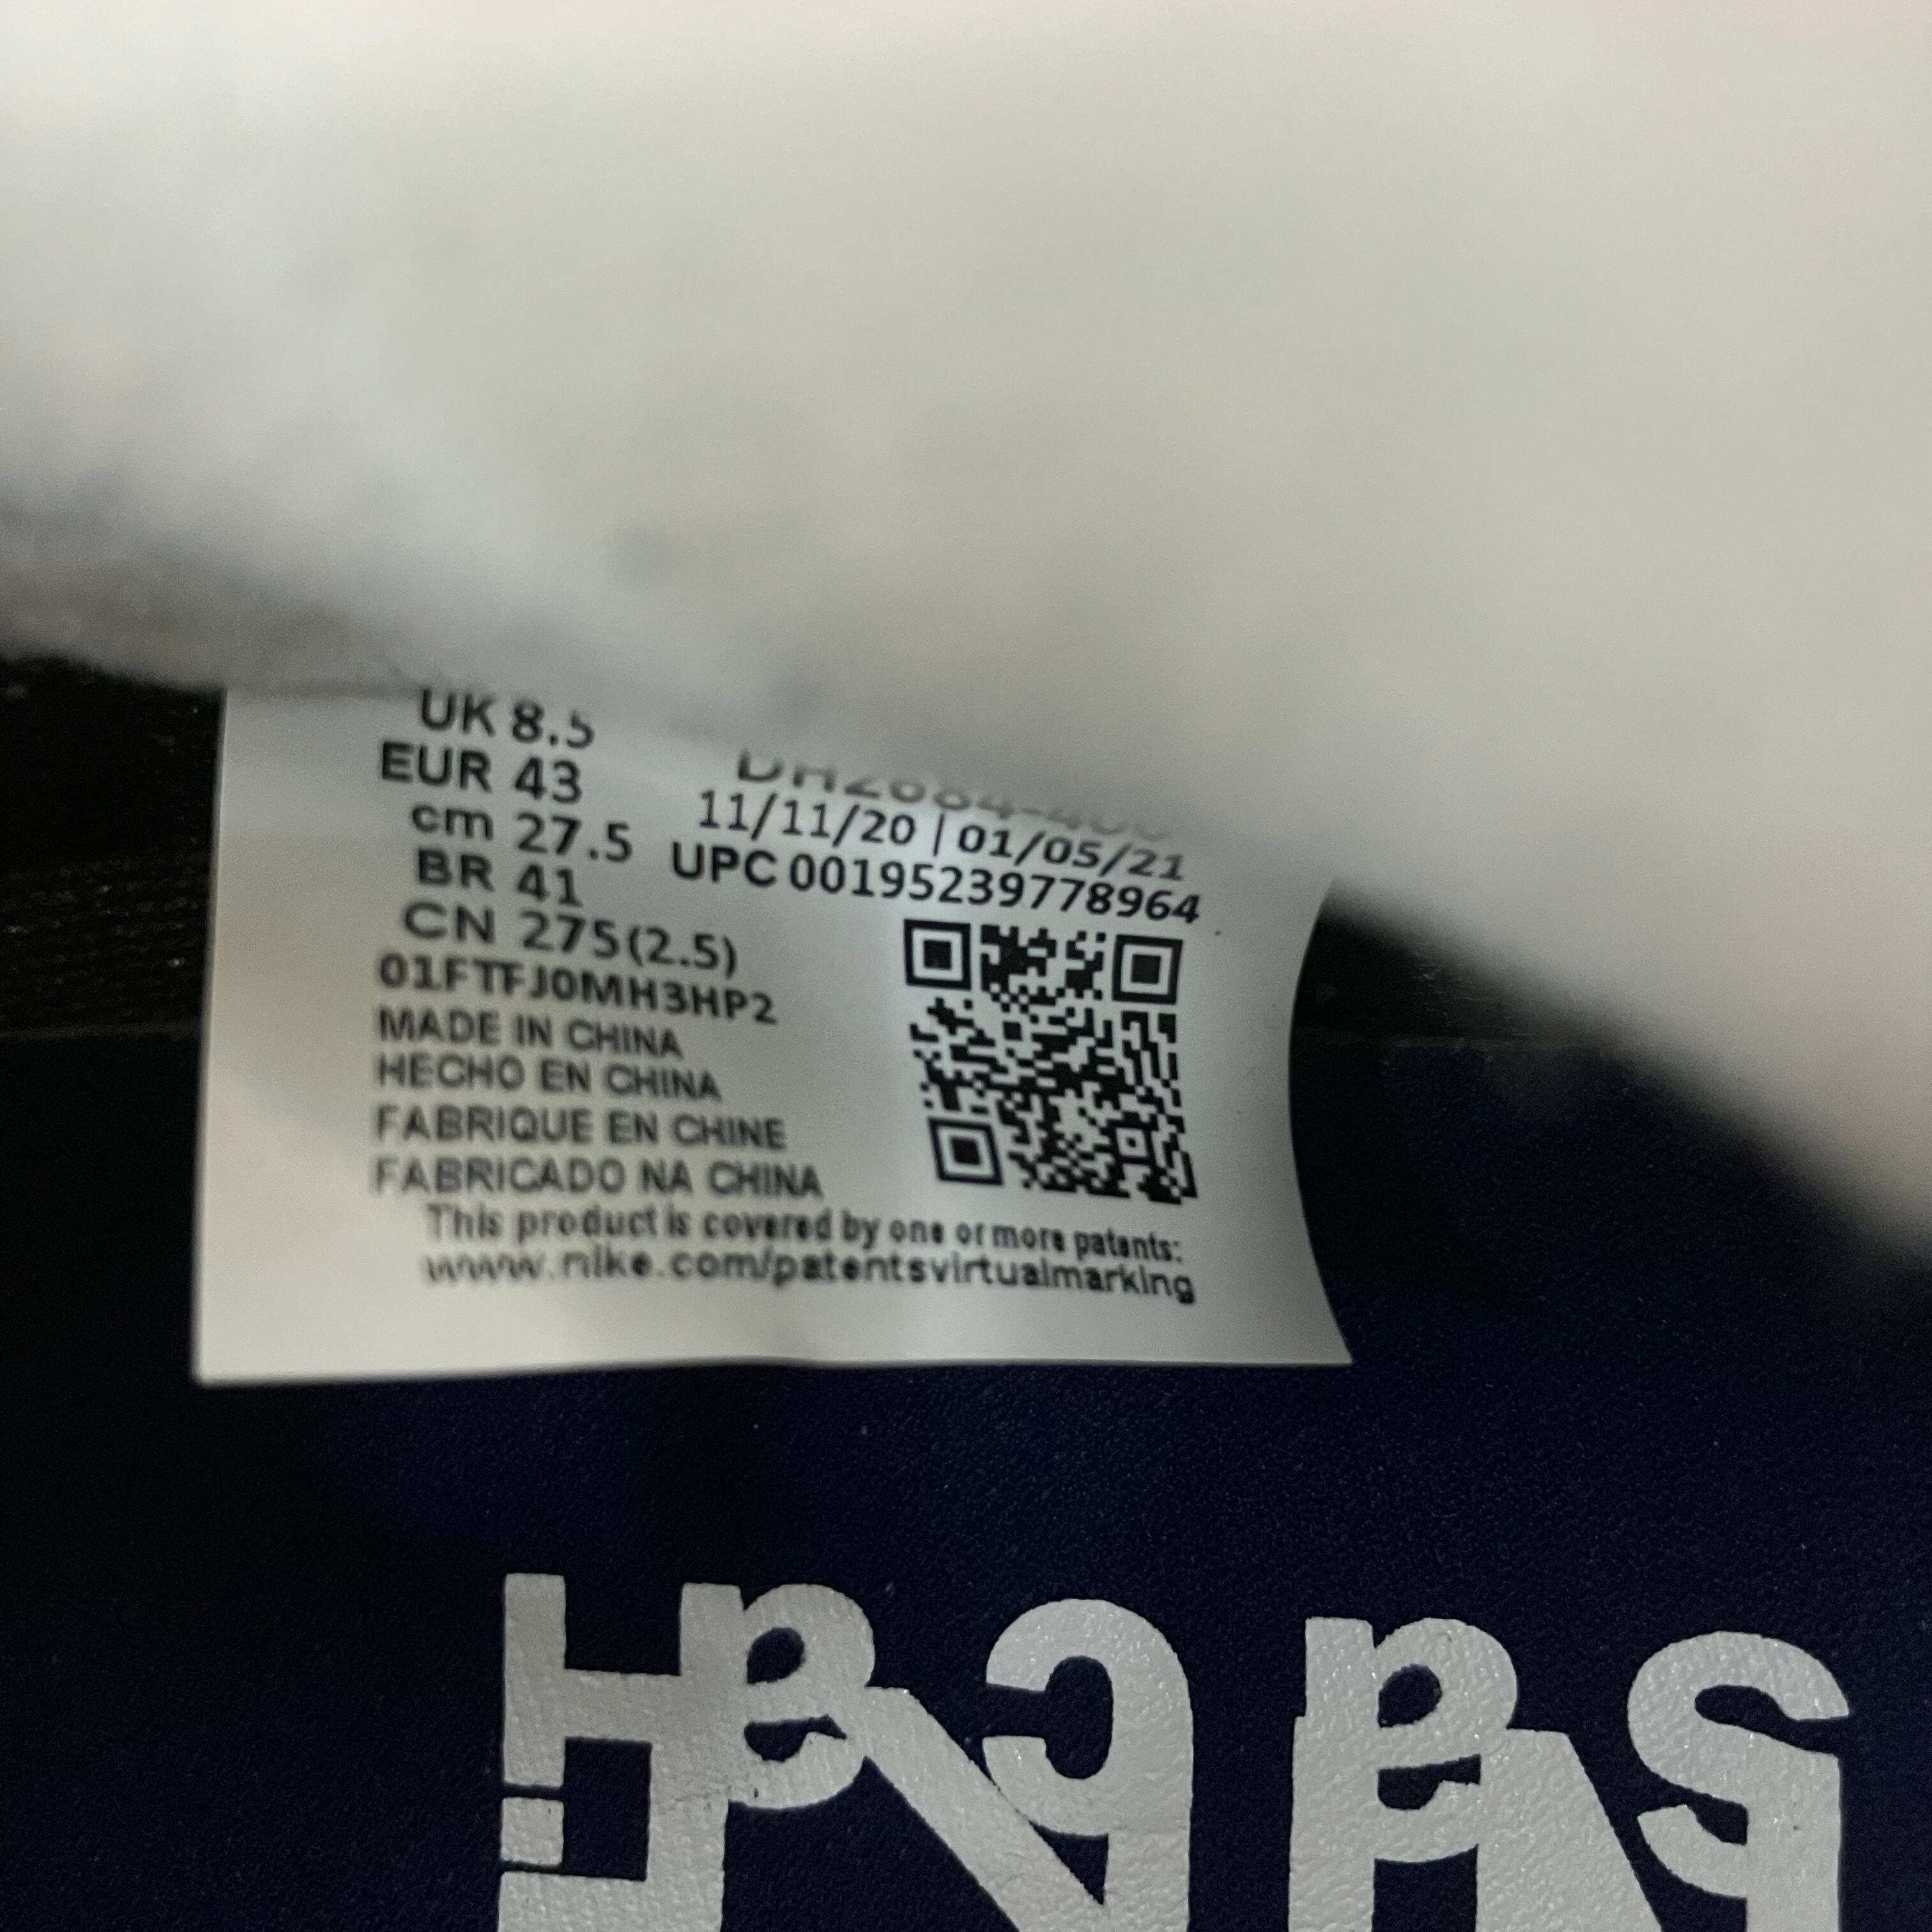 UK 8.5
EUR 43
cm 27.5
BR 41
CN 275(2.5)
01FTFJ0MH3HP2
MADE IN CHINA
HECHO EN CHINA
FABRIQUE EN CHINE
FABRICADO NA CHINA
11/11/20 | 01/05/21
UPC 00195239778964
This product is covered by one or more patents:
www.nike.com/patentsvirtualmarking